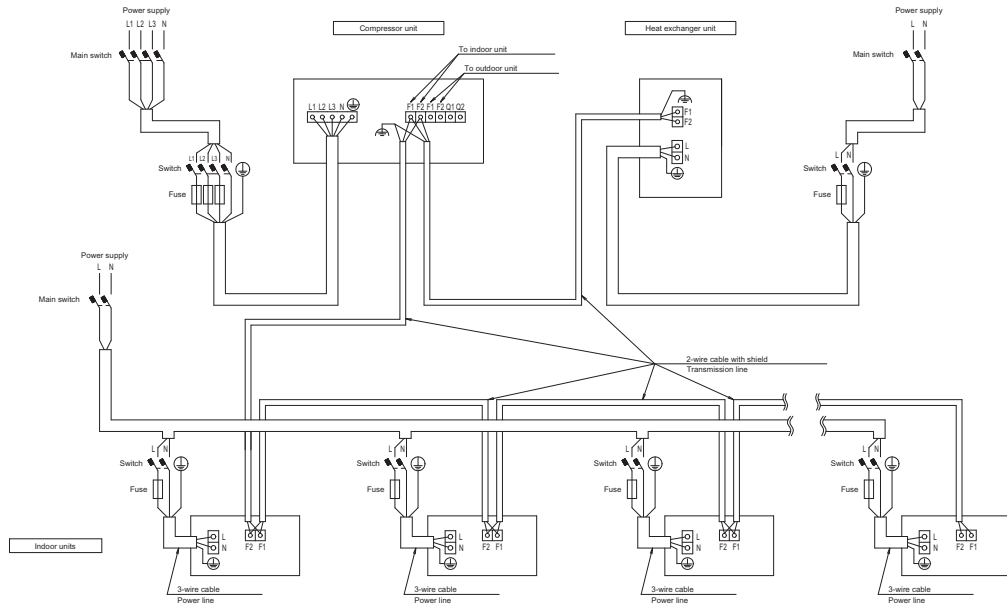 Power supply
L1 L2 L3 N
Main switch
Compressor unit
Heat exchanger unit
Power supply
L N
Main switch
To indoor unit
To outdoor unit
L1 L2 L3 N
F1 F2 F1 F2 Q1 Q2
F1
F2
L
N
L1 L2 L3 N
Switch
Fuse
L N
Switch
Fuse
Power supply
L N
Main switch
2-wire cable with shield
Transmission line
L N
Switch
Fuse
L N
Switch
Fuse
L N
Switch
Fuse
L N
Switch
Fuse
Indoor units
L
N
F2 F1
L
N
F2 F1
L
N
F2 F1
L
N
F2 F1
3-wire cable
Power line
3-wire cable
Power line
3-wire cable
Power line
3-wire cable
Power line